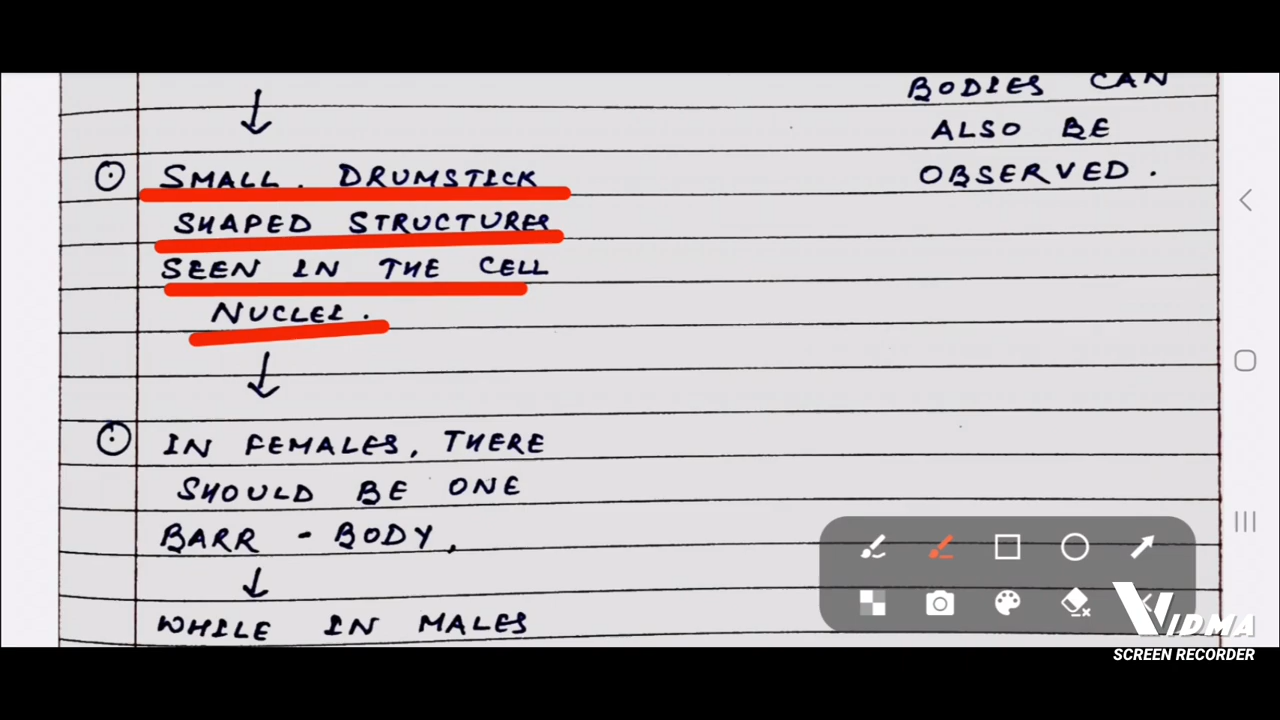 BODIES CAN
ALSO BE
OBSERVED.
SMALL. DRUMSTICK
SHAPED STRUCTURES
SEEN IN THE CELL
NUCLEI.
IN FEMALES, THERE
SHOULD BE ONE
BARR - BODY,
WHILE IN MALES
VIDMA
SCREEN RECORDER